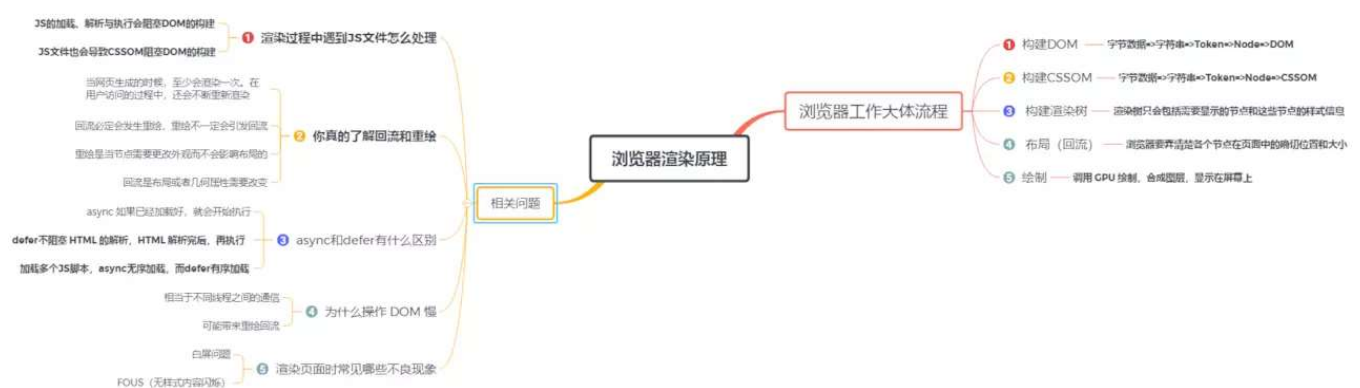 浏览器渲染原理
浏览器工作大体流程
1 构建DOM
字节数据=>字符串=>Token=>Node=>DOM
2 构建CSSOM
字节数据=>字符串=>Token=>Node=>CSSOM
3 构建渲染树
渲染树只会包括需要显示的节点和这些节点的样式信息
4 布局（回流）
浏览器要弄清楚各个节点在页面中的确切位置和大小
5 绘制
调用 GPU 绘制，合成图层，显示在屏幕上
相关问题
1 渲染过程中遇到JS文件怎么处理
JS的加载、解析与执行会阻塞DOM的构建
JS文件也会导致CSSOM阻塞DOM的构建
2 你真的了解回流和重绘
当网页生成的时候，至少会渲染一次。在
用户访问的过程中，还会不断重新渲染
回流必定会发生重绘，重绘不一定会引发回流
重绘是当节点需要更改外观而不会影响布局的
回流是布局或者几何属性需要改变
3 async和defer有什么区别
async 如果已经加载好，就会开始执行
defer不阻塞 HTML 的解析，HTML 解析完后，再执行
加载多个JS脚本，async无序加载，而defer有序加载
4 为什么操作 DOM 慢
相当于不同线程之间的通信
可能带来重绘回流
5 渲染页面时常见哪些不良现象
白屏问题
FOUS（无样式内容闪烁）